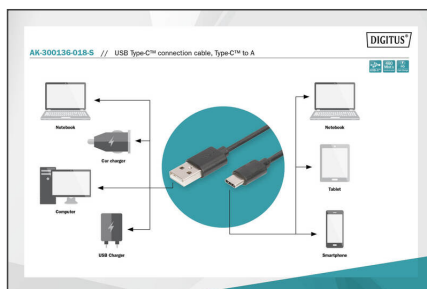 DIGITUS®
AK-300136-018-S // USB Type-C™ connection cable, Type-C™ to A
Notebook
Car charger
Computer
USB Charger
Notebook
Tablet
Smartphone